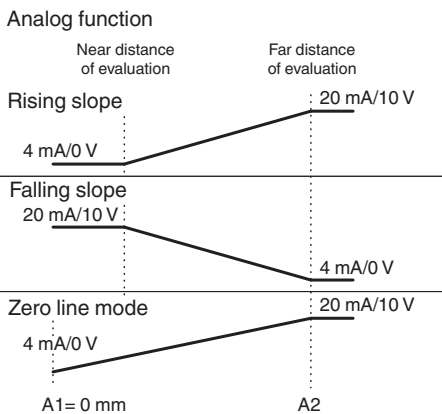 Analog function
Near distance
of evaluation
Far distance
of evaluation
Rising slope
20 mA/10 V
4 mA/0 V
Falling slope
20 mA/10 V
4 mA/0 V
Zero line mode
20 mA/10 V
4 mA/0 V
A1= 0 mm
A2